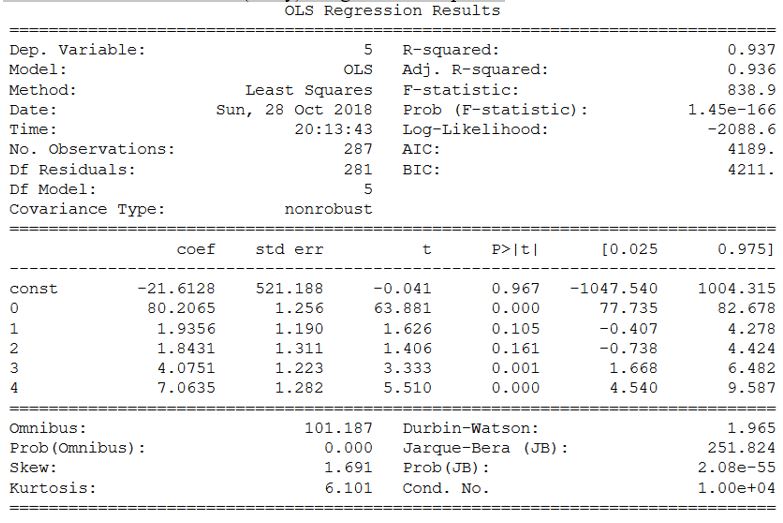 OLS Regression Results
==============================================================================
Dep. Variable:                      5   R-squared:                       0.937
Model:                            OLS   Adj. R-squared:                  0.936
Method:                 Least Squares   F-statistic:                     838.9
Date:                Sun, 28 Oct 2018   Prob (F-statistic):          1.45e-166
Time:                        20:13:43   Log-Likelihood:                -2088.6
No. Observations:                 287   AIC:                             4189.
Df Residuals:                     281   BIC:                             4211.
Df Model:                           5
Covariance Type:            nonrobust
==============================================================================
                 coef    std err          t      P>|t|      [0.025      0.975]
------------------------------------------------------------------------------
const        -21.6128    521.188     -0.041      0.967   -1047.540    1004.315
0             80.2065      1.256     63.881      0.000      77.735      82.678
1              1.9356      1.190      1.626      0.105      -0.407       4.278
2              1.8431      1.311      1.406      0.161      -0.738       4.424
3              4.0751      1.223      3.333      0.001       1.668       6.482
4              7.0635      1.282      5.510      0.000       4.540       9.587
==============================================================================
Omnibus:                      101.187   Durbin-Watson:                   1.965
Prob(Omnibus):                  0.000   Jarque-Bera (JB):              251.824
Skew:                           1.691   Prob(JB):                     2.08e-55
Kurtosis:                       6.101   Cond. No.                     1.00e+04
==============================================================================